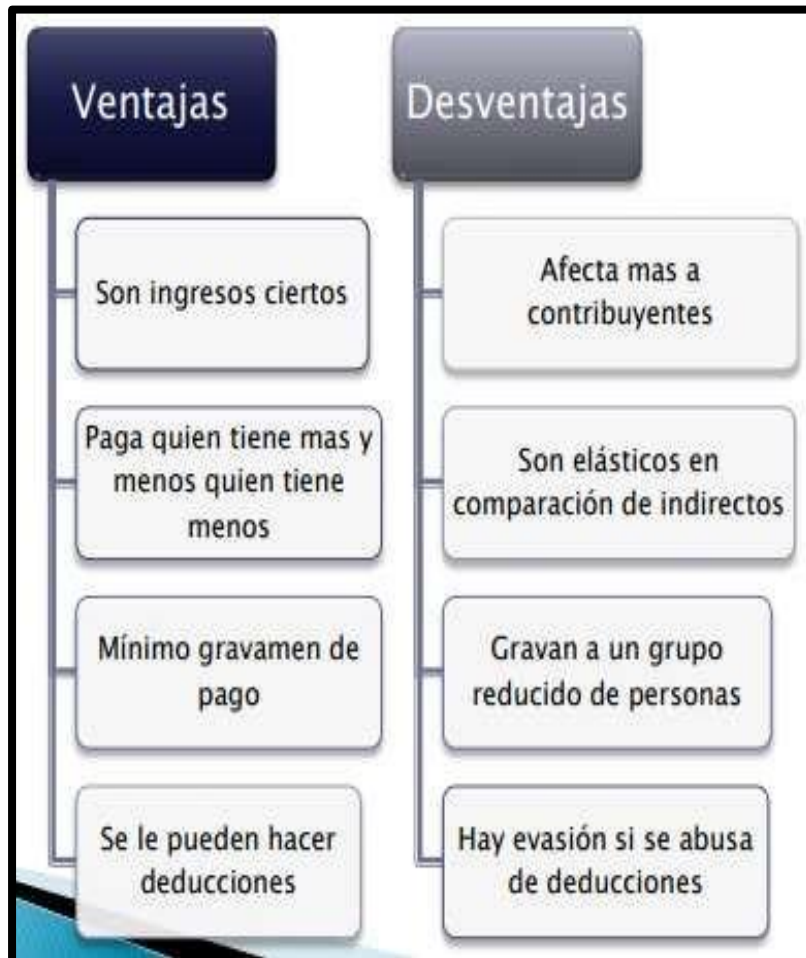 Ventajas
Son ingresos ciertos
Paga quien tiene mas y
menos quien tiene
menos
Mínimo gravamen de
pago
Se le pueden hacer
deducciones
Desventajas
Afecta mas a
contribuyentes
Son elásticos en
comparación de indirectos
Gravan a un grupo
reducido de personas
Hay evasión si se abusa
de deducciones